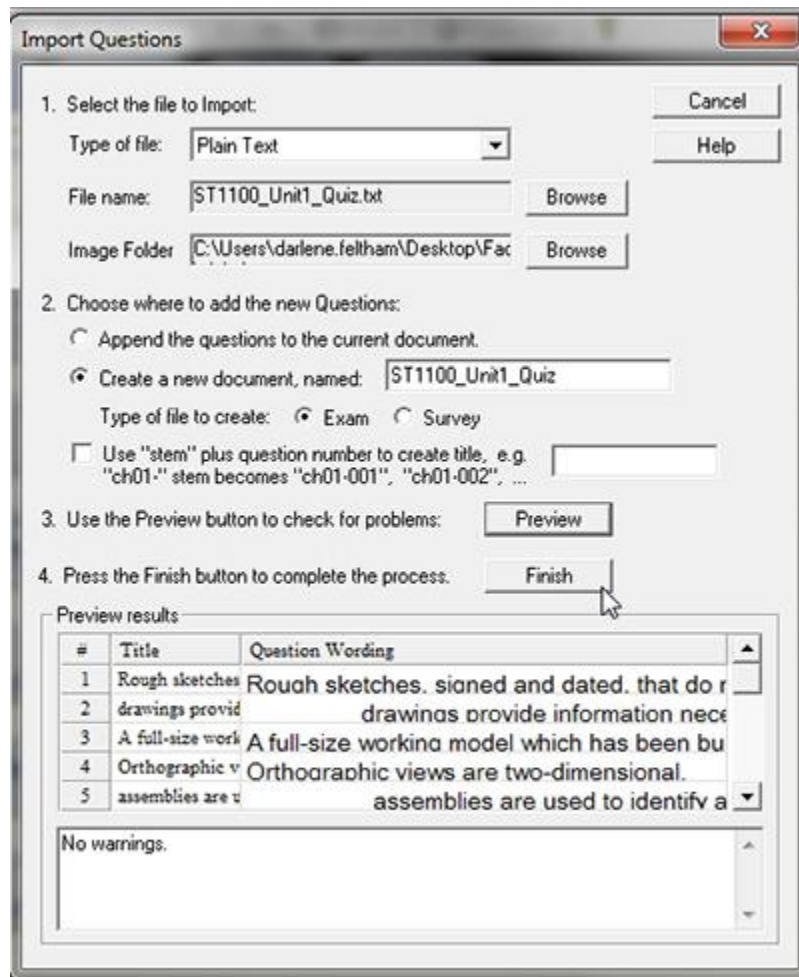 Import Questions
1. Select the file to Import:
Cancel
Type of file: Plain Text
Help
File name: ST1100_Unit1_Quiz.txt Browse
Image Folder C:\Users\darlene.feltham\Desktop\Fac Browse
2. Choose where to add the new Questions:
Append the questions to the current document.
Create a new document, named: ST1100_Unit1_Quiz
Type of file to create: Exam Survey
Use "stem" plus question number to create title, e.g.
"ch01-" stem becomes "ch01-001", "ch01-002", ...
3. Use the Preview button to check for problems: Preview
4. Press the Finish button to complete the process. Finish
Preview results
# Title Question Wording
1 Rough sketches Rough sketches, signed and dated, that do
2 drawings provid drawings provide information nece
3 A full-size work A full-size working model which has been bu
4 Orthographic v Orthographic views are two-dimensional.
5 assemblies are u assemblies are used to identify a
No warnings.